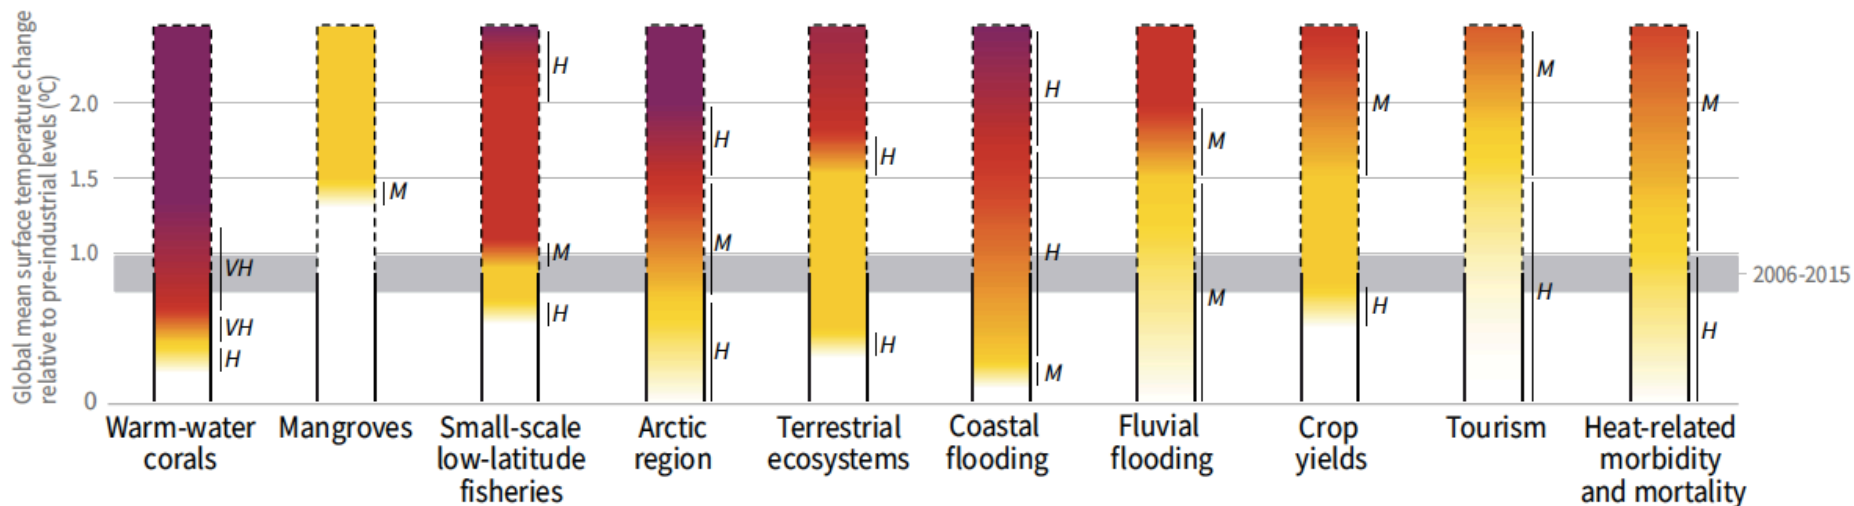 Global mean surface temperature change
relative to pre-industrial levels (ºC)
2.0
1.5
1.0
0
VH
VH
H
M
H
M
H
H
M
H
H
H
H
H
M
M
M
M
H
M
H
M
H
2006-2015
Warm-water
corals
Mangroves
Small-scale
low-latitude
fisheries
Arctic
region
Terrestrial
ecosystems
Coastal
flooding
Fluvial
flooding
Crop
yields
Tourism
Heat-related
morbidity
and mortality